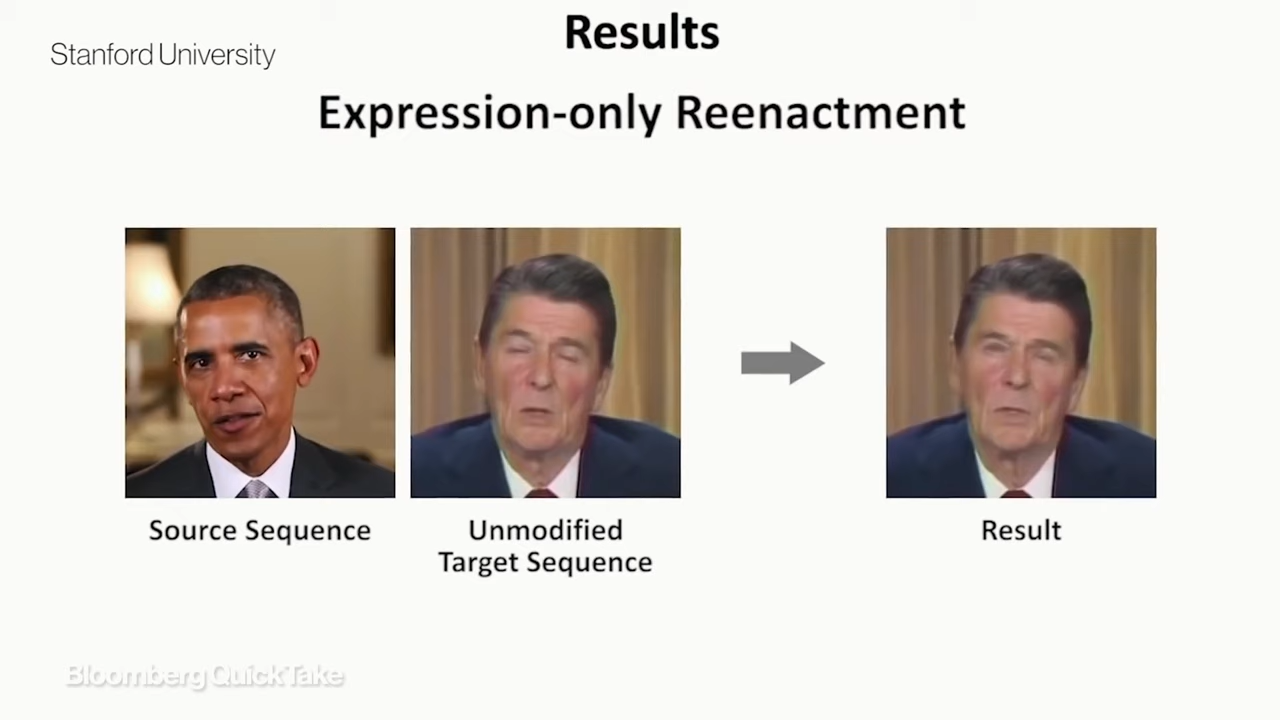 Stanford University
Results
Expression-only Reenactment
Source Sequence
Unmodified
Target Sequence
Result
Bloomberg QuickTake